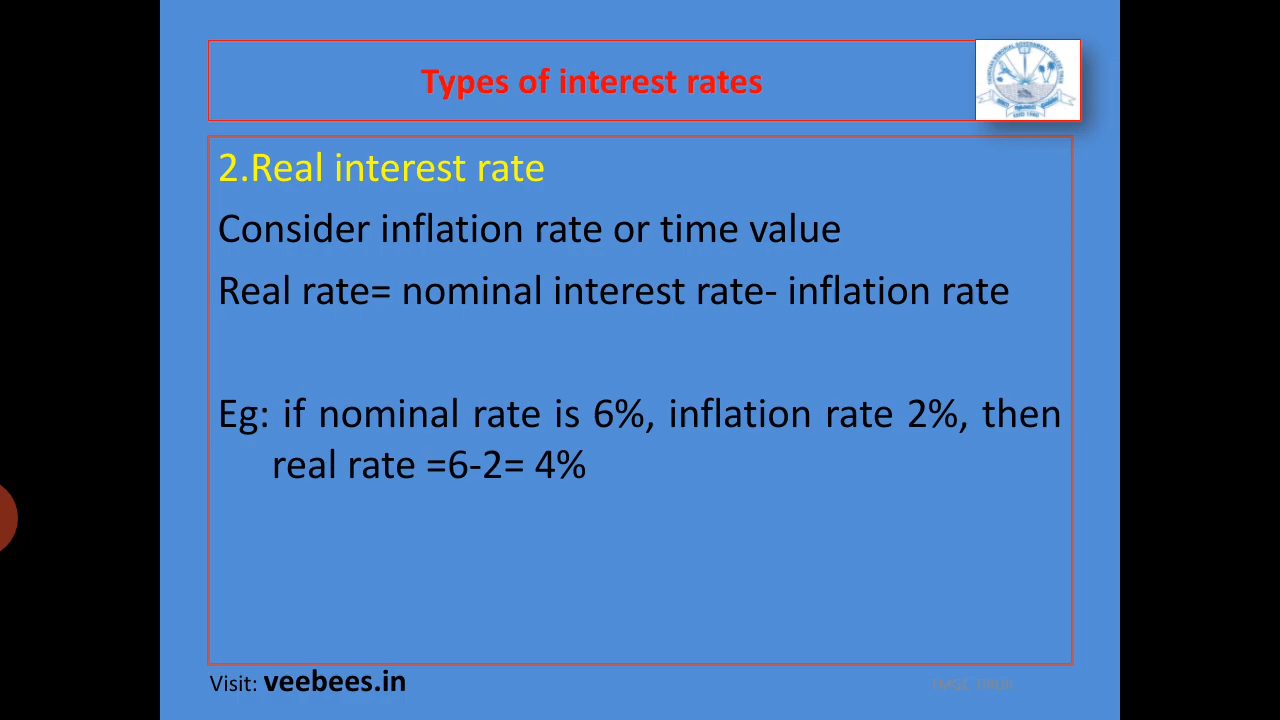 Types of interest rates
2.Real interest rate
Consider inflation rate or time value
Real rate= nominal interest rate- inflation rate
Eg: if nominal rate is 6%, inflation rate 2%, then
real rate =6-2= 4%
Visit: veebees.in